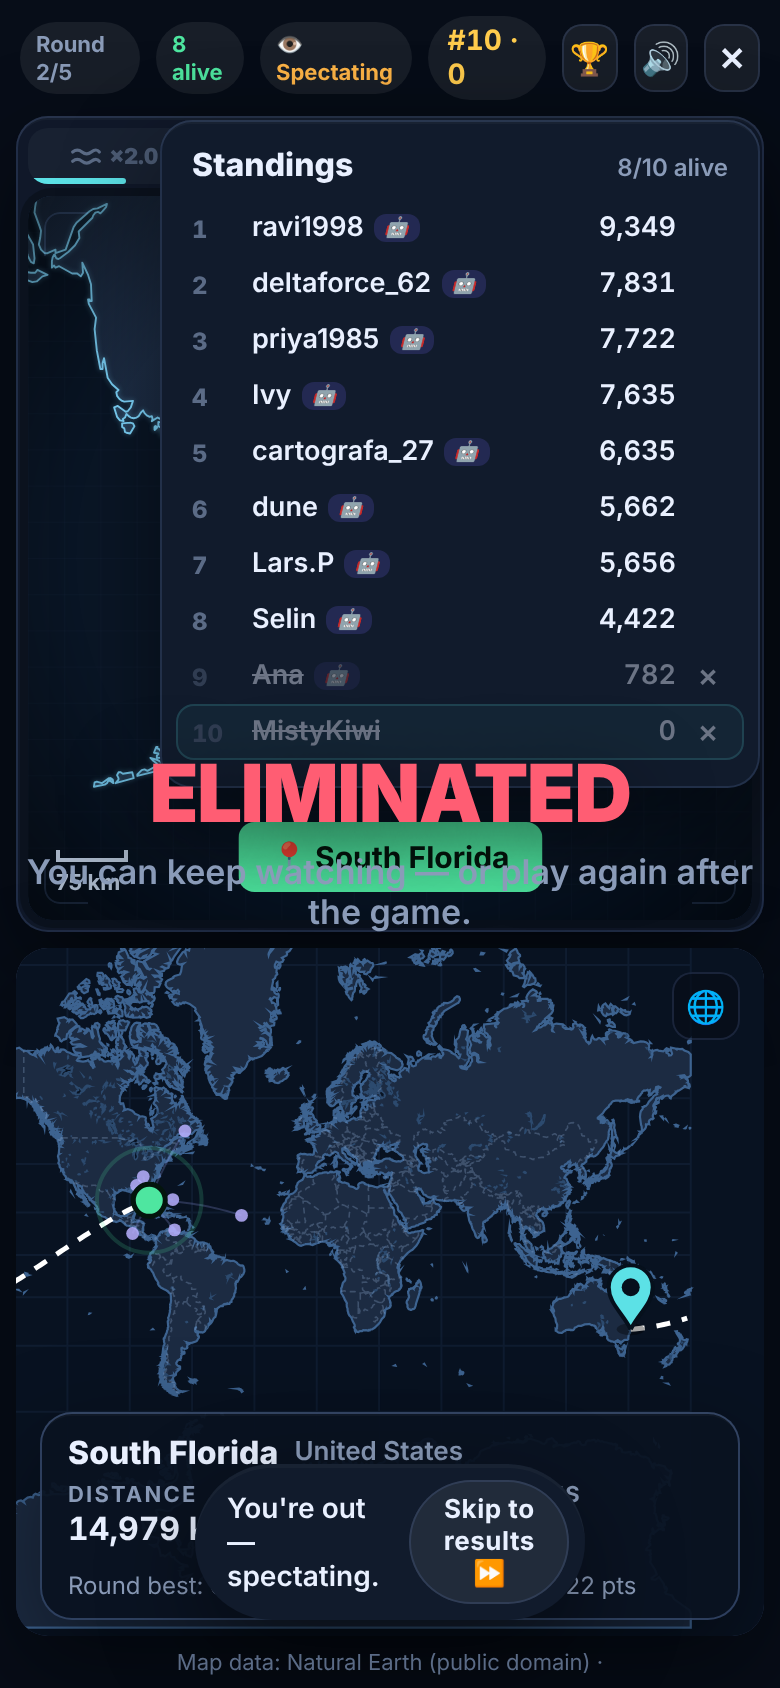 Round
2/5
8
alive
Spectating
#10 ·
0
×2.0
Standings
8/10 alive
1 ravi1998 9,349
2 deltaforce_62 7,831
3 priya1985 7,722
4 Ivy 7,635
5 cartografa_27 6,635
6 dune 5,662
7 Lars.P 5,656
8 Selin 4,422
9 Ana 782 ×
10 MistyKiwi 0 ×
ELIMINATED
South Florida
75 km
You can keep watching — or play again after
the game.
South Florida United States
DISTANCE
14,979
Round best:
22 pts
You're out
—
spectating.
Skip to
results
Map data: Natural Earth (public domain) ·